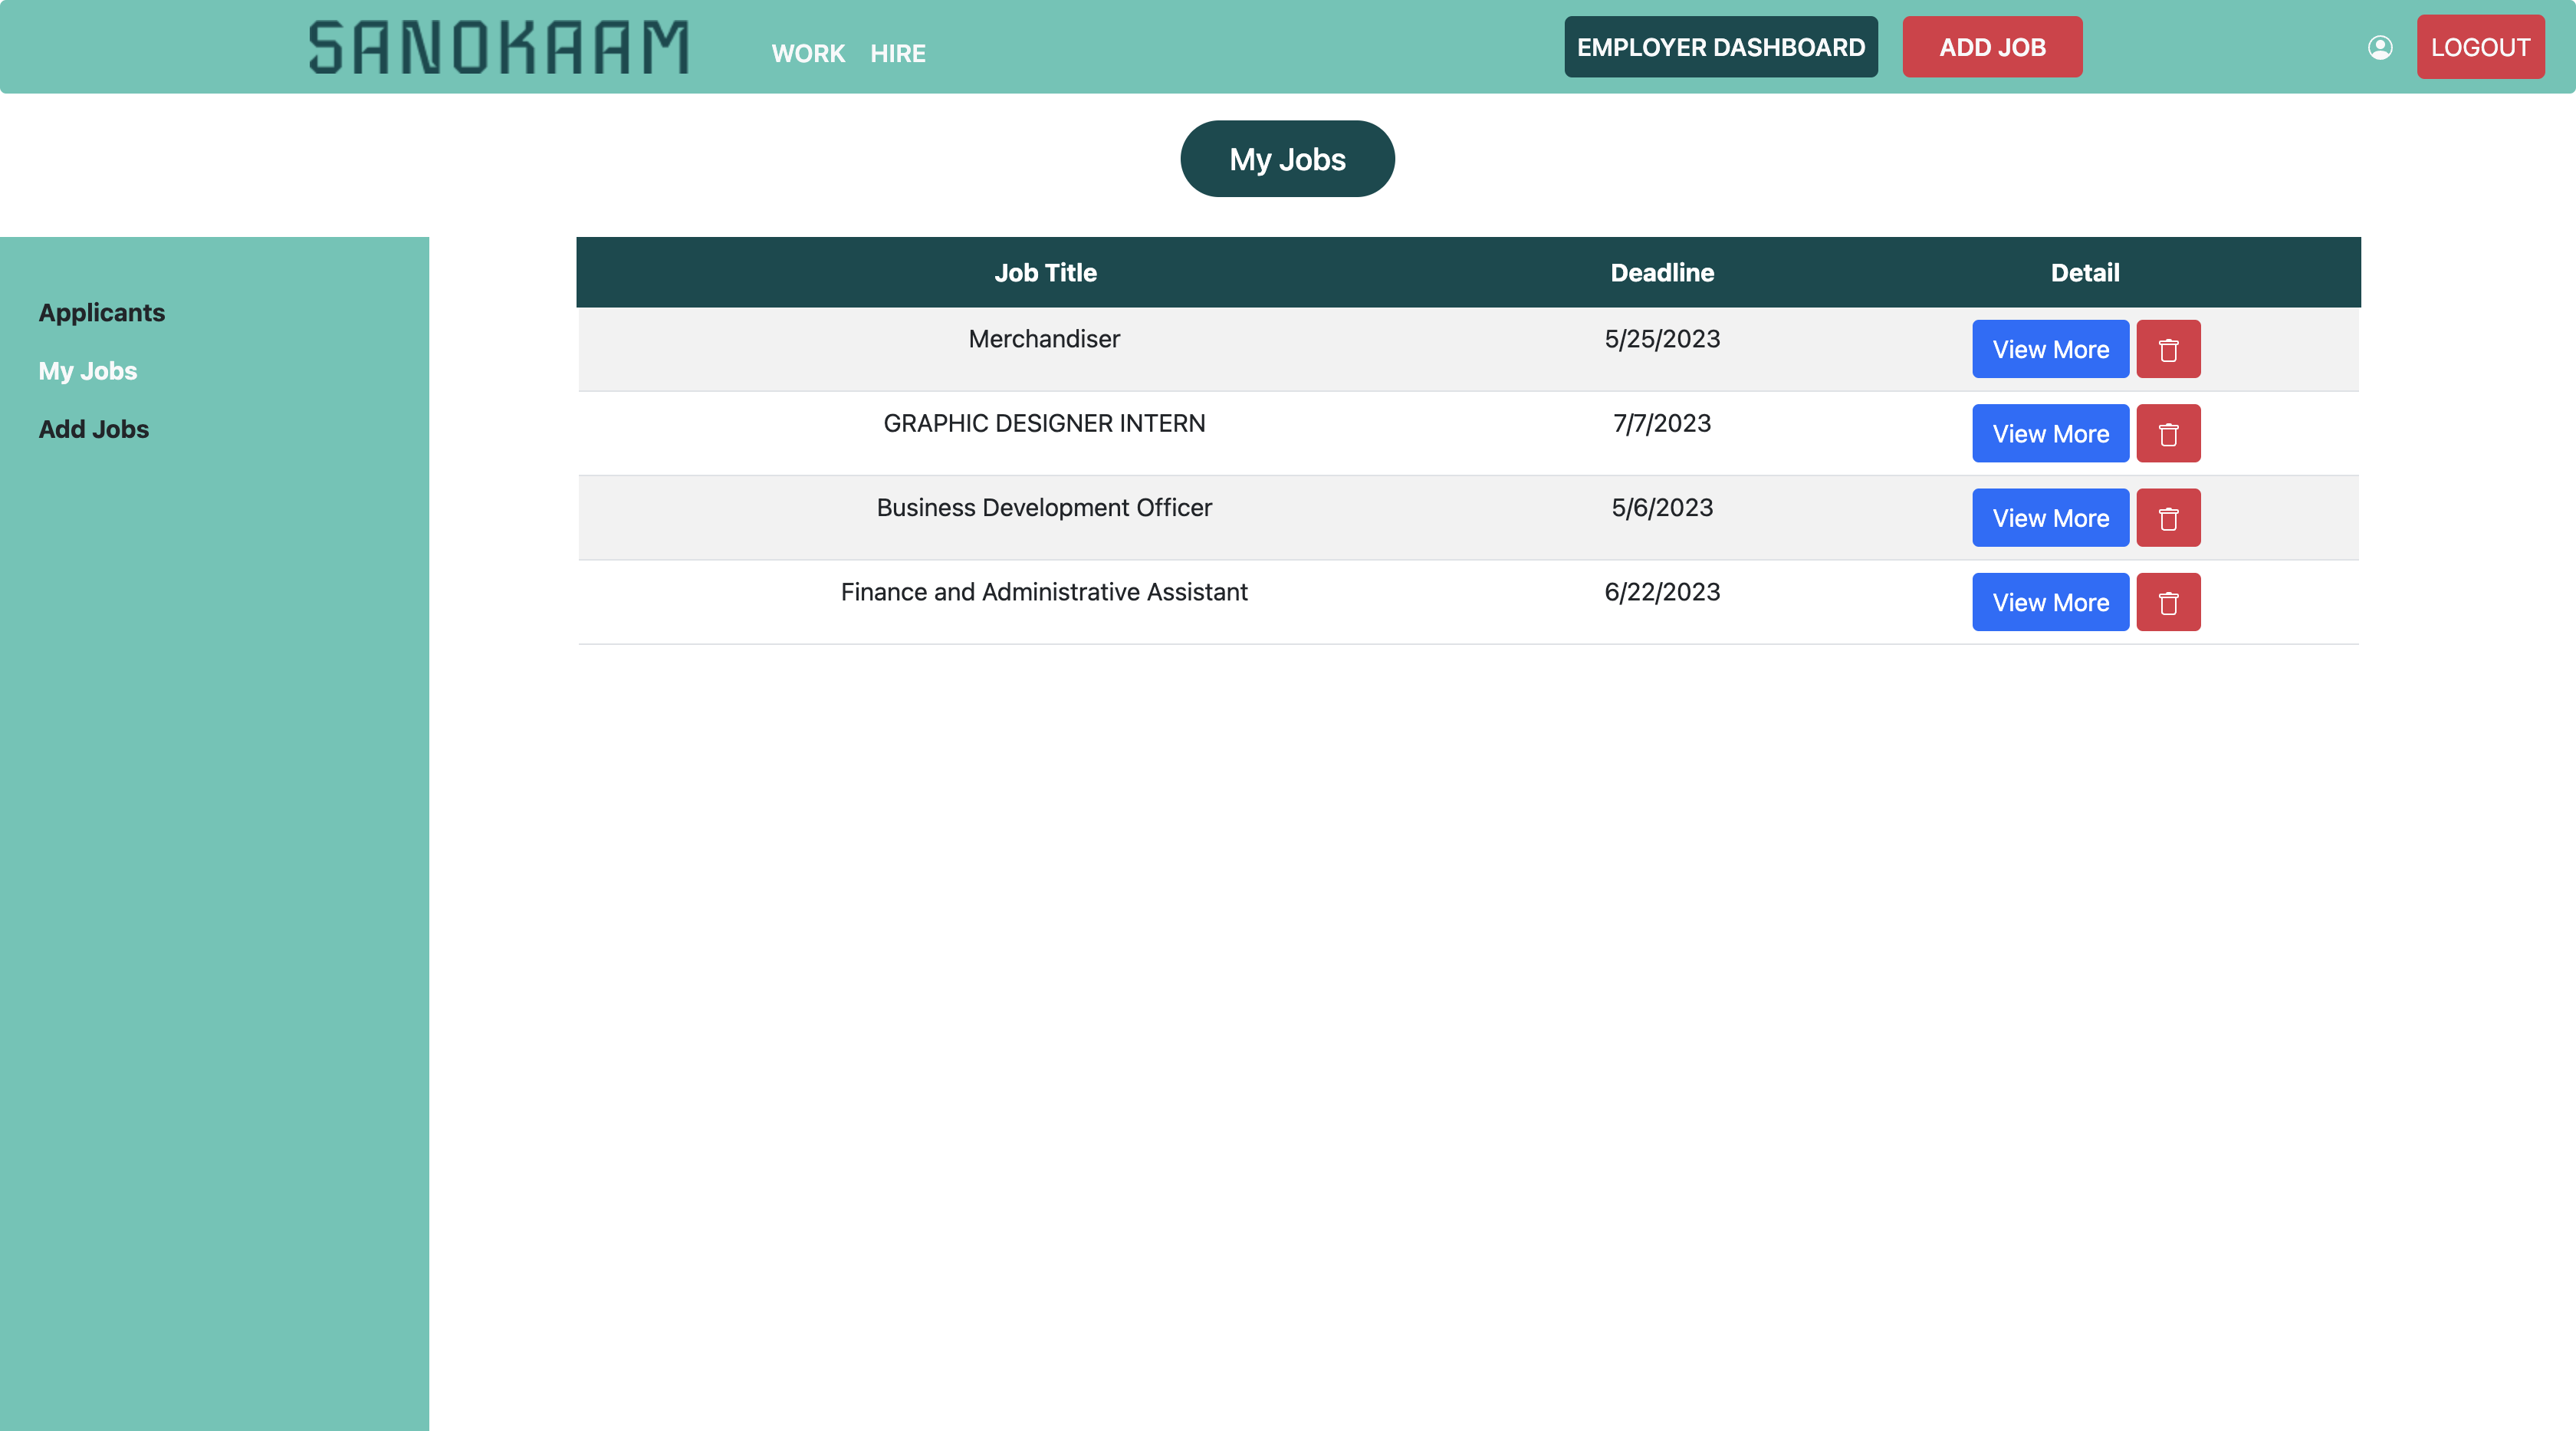 SANOKAAM WORK HIRE EMPLOYER DASHBOARD ADD JOB LOGOUT
My Jobs
Applicants
My Jobs
Add Jobs
Job Title Deadline Detail
Merchandiser 5/25/2023 View More
GRAPHIC DESIGNER INTERN 7/7/2023 View More
Business Development Officer 5/6/2023 View More
Finance and Administrative Assistant 6/22/2023 View More